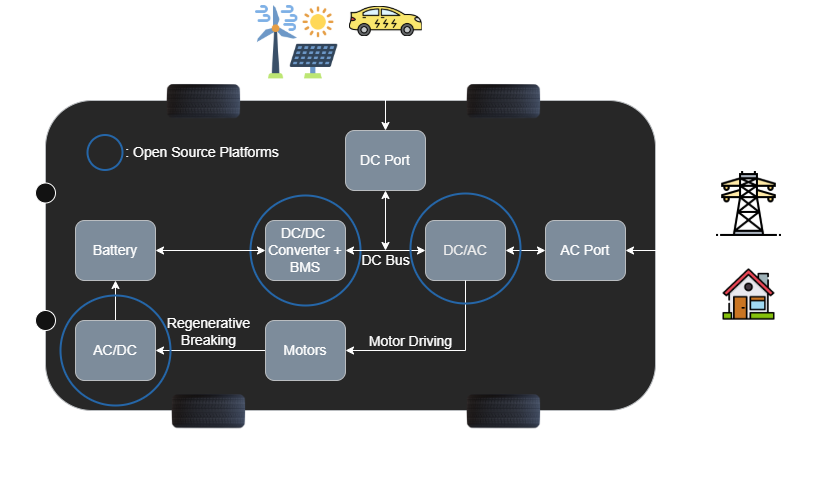 : Open Source Platforms
DC Port
Battery
DC/DC
Converter +
BMS
DC Bus
DC/AC
AC Port
AC/DC
Regenerative
Breaking
Motors
Motor Driving